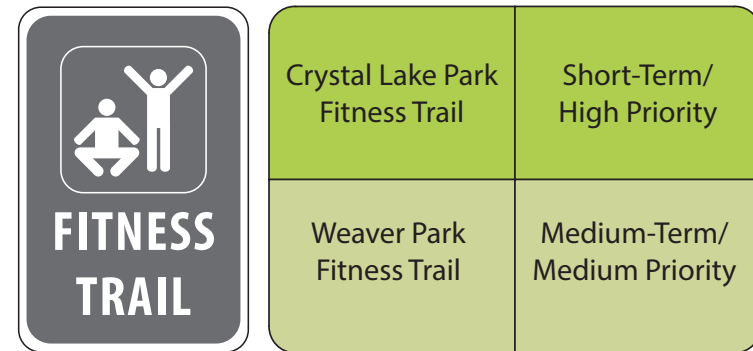 FITNESS
TRAIL
Crystal Lake Park
Fitness Trail
Short-Term/
High Priority
Weaver Park
Fitness Trail
Medium-Term/
Medium Priority